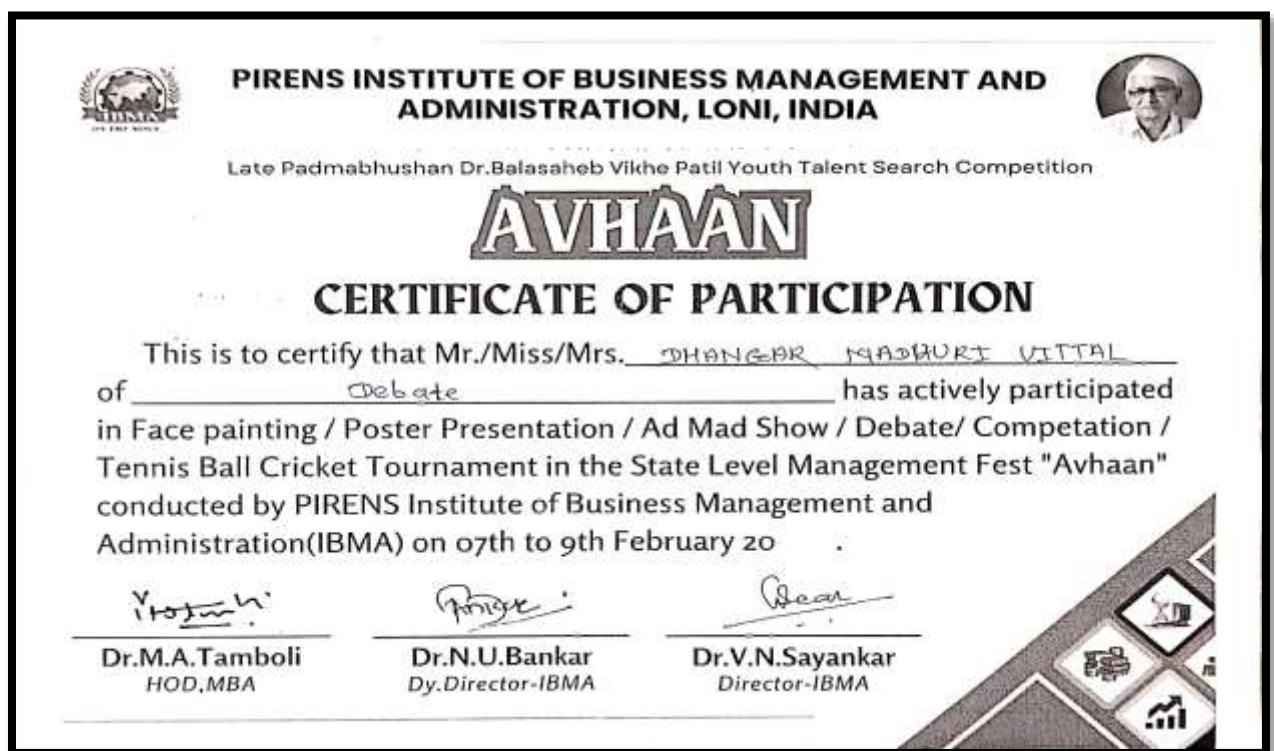 PIRENS INSTITUTE OF BUSINESS MANAGEMENT AND
ADMINISTRATION, LONI, INDIA
IBMA
Late Padmabhushan Dr.Balasaheb Vikhe Patil Youth Talent Search Competition
AVHAAN
CERTIFICATE OF PARTICIPATION
This is to certify that Mr./Miss/Mrs. DHANGAR MADHURI VITTAL
of Debate has actively participated
in Face painting / Poster Presentation / Ad Mad Show / Debate/ Competation /
Tennis Ball Cricket Tournament in the State Level Management Fest "Avhaan"
conducted by PIRENS Institute of Business Management and
Administration(IBMA) on 07th to 9th February 20 .
Dr.M.A.Tamboli
HOD,MBA
Dr.N.U.Bankar
Dy.Director-IBMA
Dr.V.N.Sayankar
Director-IBMA